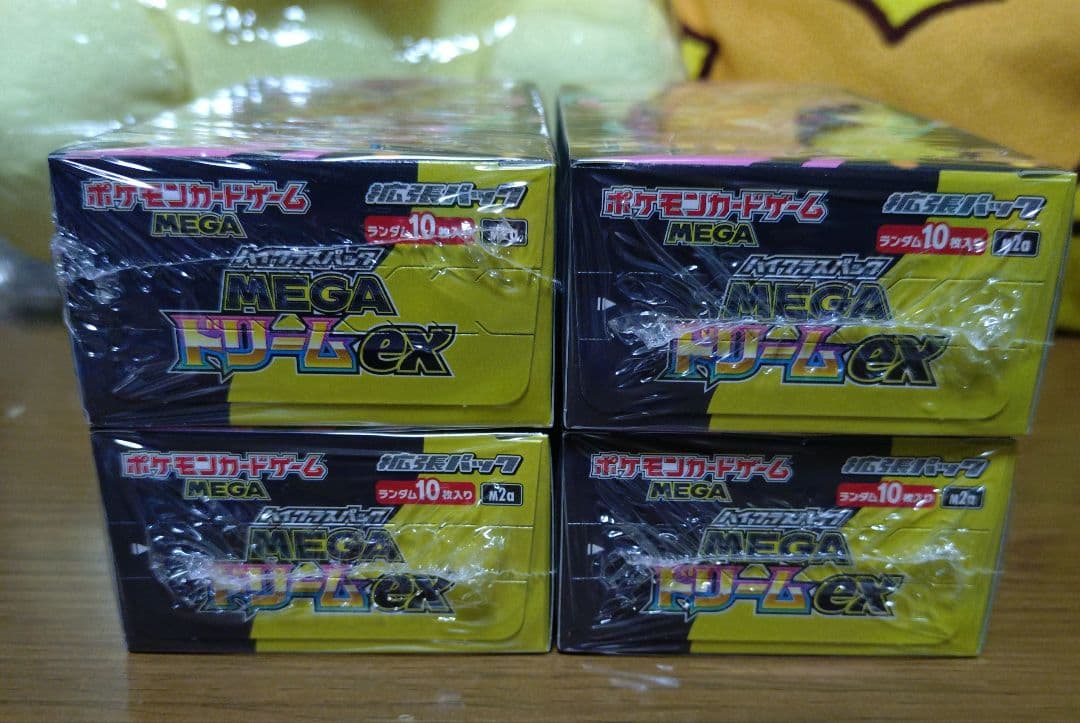 ポケモンカードゲーム
MEGA
拡張パック
ランダム10枚入り
ハイクラスパック
MEGA
ドリームex
ポケモンカードゲーム
MEGA
拡張パック
ランダム10枚入り M2a
ハイクラスパック
MEGA
ドリームex
ポケモンカードゲーム
MEGA
拡張パック
ランダム10枚入り M2a
ハイクラスパック
MEGA
ドリームex
ポケモンカードゲーム
MEGA
拡張パック
ランダム10枚入り M2a
ハイクラスパック
MEGA
ドリームex